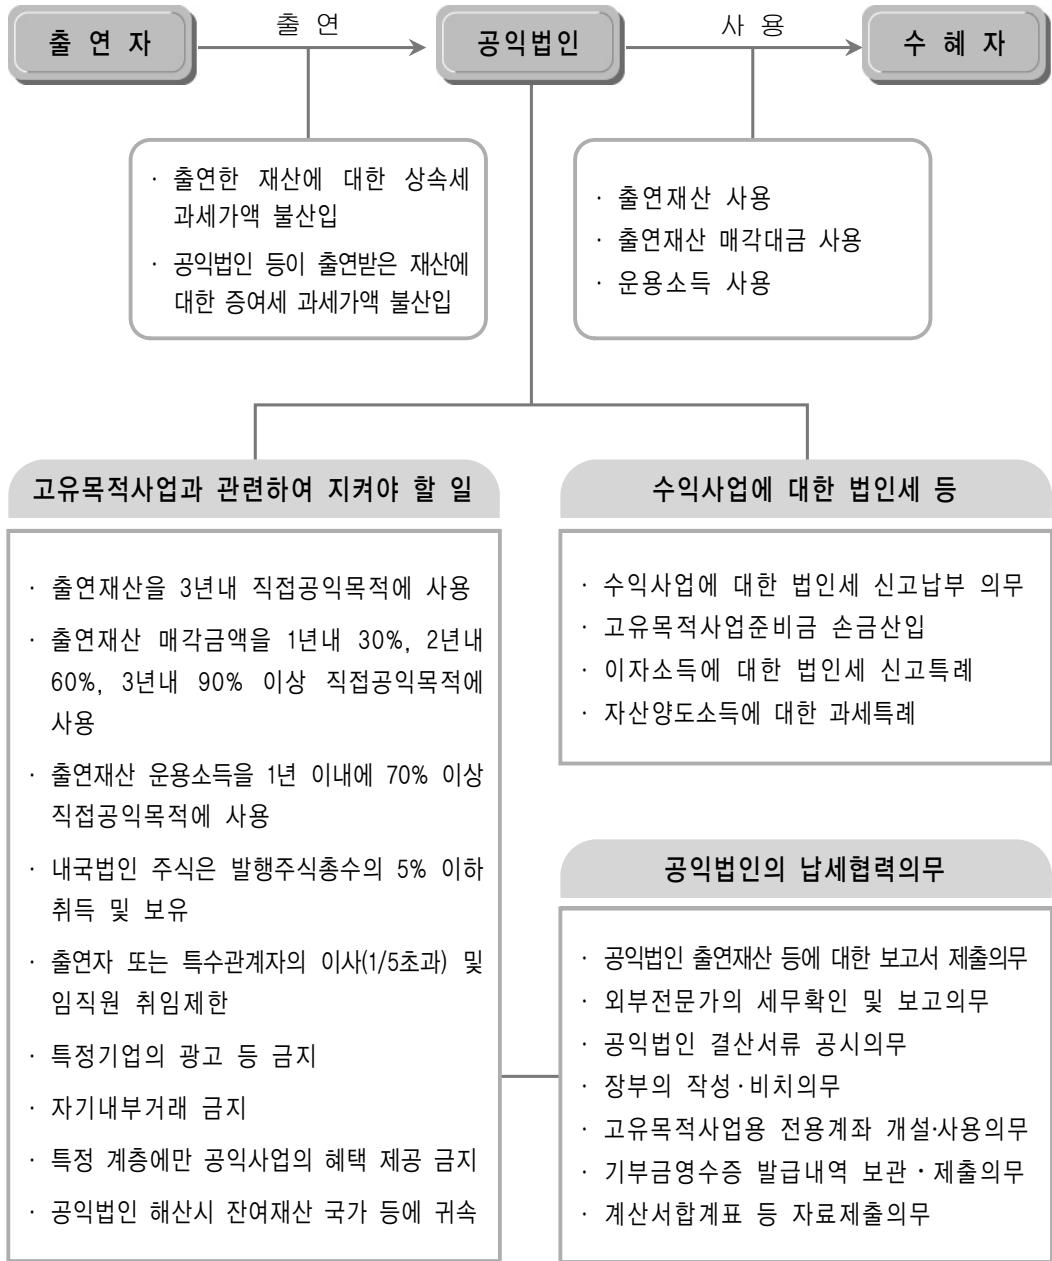 출 연 자
출 연
공익법인
사 용
수 혜 자
· 출연한 재산에 대한 상속세
과세가액 불산입
· 공익법인 등이 출연받은 재산에
대한 증여세 과세가액 불산입
· 출연재산 사용
· 출연재산 매각대금 사용
· 운용소득 사용
고유목적사업과 관련하여 지켜야 할 일
· 출연재산을 3년내 직접공익목적에 사용
· 출연재산 매각금액을 1년내 30%, 2년내
60%, 3년내 90% 이상 직접공익목적에
사용
· 출연재산 운용소득을 1년 이내에 70% 이상
직접공익목적에 사용
· 내국법인 주식은 발행주식총수의 5% 이하
취득 및 보유
· 출연자 또는 특수관계자의 이사(1/5초과) 및
임직원 취임제한
· 특정기업의 광고 등 금지
· 자기내부거래 금지
· 특정 계층에만 공익사업의 혜택 제공 금지
· 공익법인 해산시 잔여재산 국가 등에 귀속
수익사업에 대한 법인세 등
· 수익사업에 대한 법인세 신고납부 의무
· 고유목적사업준비금 손금산입
· 이자소득에 대한 법인세 신고특례
· 자산양도소득에 대한 과세특례
공익법인의 납세협력의무
· 공익법인 출연재산 등에 대한 보고서 제출의무
· 외부전문가의 세무확인 및 보고의무
· 공익법인 결산서류 공시의무
· 장부의 작성·비치의무
· 고유목적사업용 전용계좌 개설·사용의무
· 기부금영수증 발급내역 보관·제출의무
· 계산서합계표 등 자료제출의무